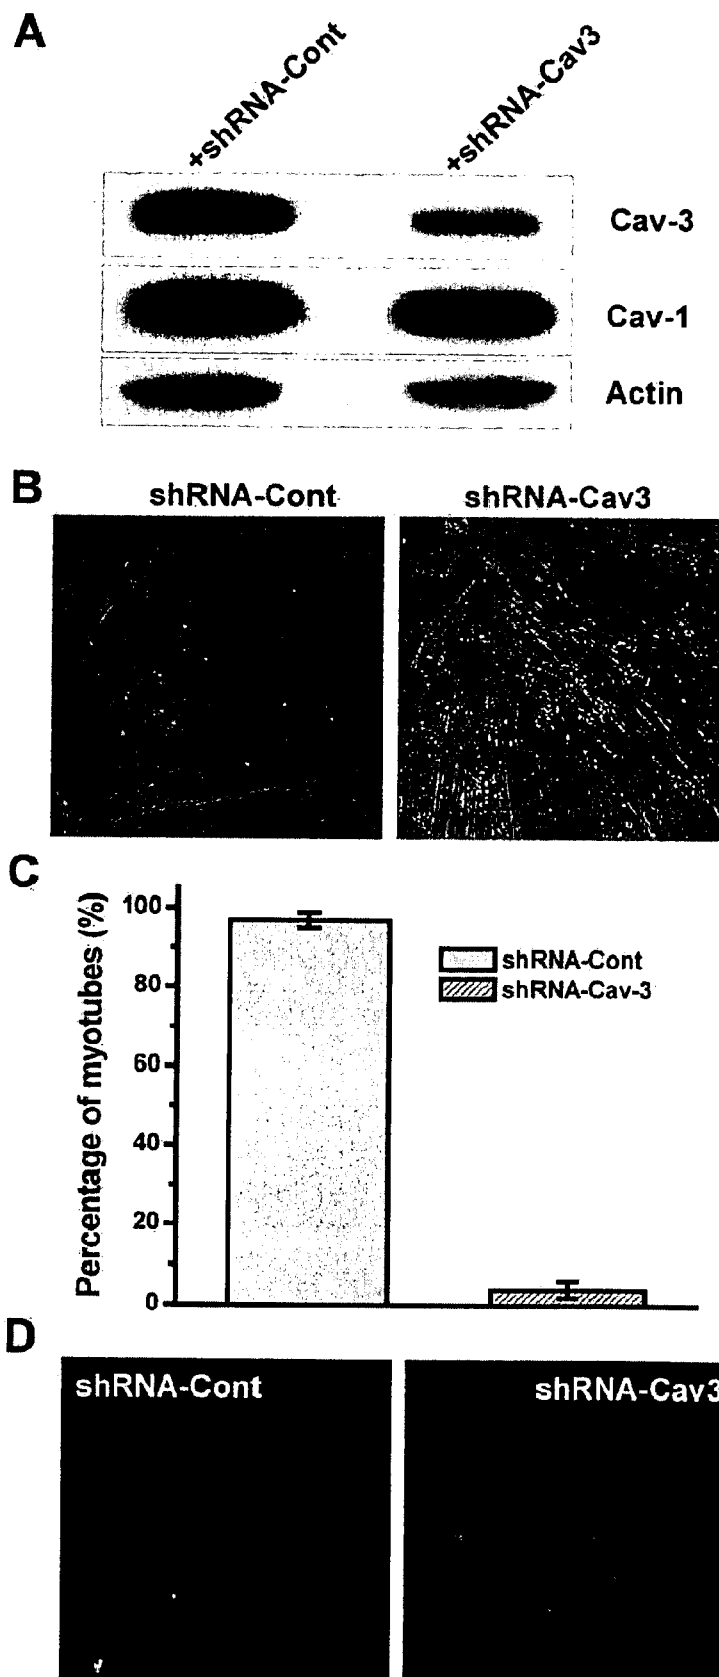 A
+shRNA-Cont
+shRNA-Cav3
Cav-3
Cav-1
Actin
B
shRNA-Cont
shRNA-Cav3
C
Percentage of myotubes (%)
100
80
60
40
20
0
shRNA-Cont
shRNA-Cav-3
D
shRNA-Cont
shRNA-Cav3